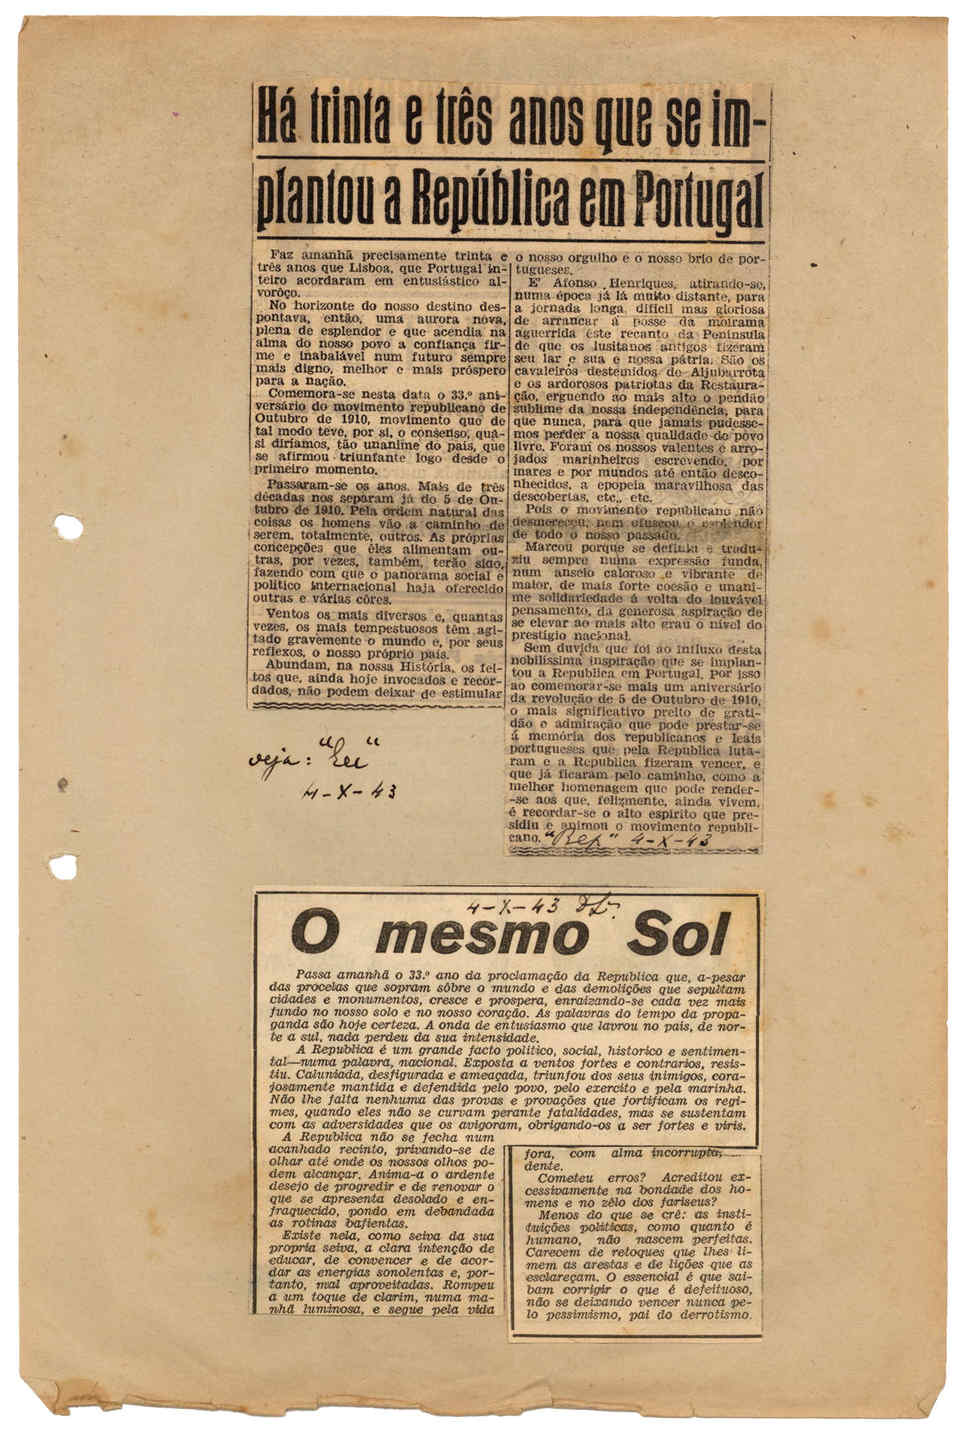 Há trinta e três anos que se im-
plantou a República em Portugal
Faz amanhã precisamente trinta e
três anos que Lisboa, que Portugal in-
teiro acordaram em entusiástico al-
vorôço.
No horizonte do nosso destino des-
pontava, então, uma aurora nova,
plena de esplendor e que acendia na
alma do nosso povo a confiança fir-
me e inabalável num futuro sempre
mais digno, melhor e mais próspero
para a nação.
Comemora-se nesta data o 33.º ani-
versário do movimento republicano de
Outubro de 1910, movimento que de
tal modo teve, por si, o consenso, quá-
si diríamos, tão unanime do país, que
se afirmou triunfante logo desde o
primeiro momento.
Passaram-se os anos. Mais de três
décadas nos separam já do 5 de Ou-
tubro de 1910. Pela ordem natural das
coisas os homens vão a caminho de
serem, totalmente, outros. As próprias
concepções que êles alimentam ou-
tras, por vezes, também, terão sido,
fazendo com que o panorama social e
político internacional haja oferecido
outras e várias côres.
Ventos os mais diversos e, quantas
vezes, os mais tempestuosos têm agi-
tado gravemente o mundo e, por seus
reflexos, o nosso próprio país.
Abundam, na nossa História, os fei-
tos que, ainda hoje invocados e recor-
dados, não podem deixar de estimular
o nosso orgulho e o nosso brio de por-
tugueses.
E' Afonso Henriques, atirando-se,
numa época já lá muito distante, para
a jornada longa, difícil mas gloriosa
de arrancar á posse da moirama
aguerrida êste recanto da Península
de que os lusitanos antigos fizeram
seu lar e sua e nossa pátria. São os
cavaleiros destemidos de Aljubarrota
e os ardorosos patriotas da Restaura-
ção, erguendo ao mais alto o pendão
sublime da nossa independência, para
que nunca, para que jamais pudesse-
mos perder a nossa qualidade de povo
livre. Foram os nossos valentes e arro-
jados marinheiros escrevendo, por
mares e por mundos até então desco-
nhecidos, a epopeia maravilhosa das
descobertas, etc., etc.
Pois o movimento republicano não
desmereceu, nem ofuscou o esplendor
de todo o nosso passado.
Marcou porque se definiu e tradu-
ziu sempre numa expressão funda,
num anseio caloroso e vibrante de
maior, de mais forte coesão e unani-
me solidariedade á volta do louvável
pensamento, da generosa aspiração de
se elevar ao mais alto grau o nível do
prestígio nacional.
Sem duvida que foi ao influxo desta
nobilíssima inspiração que se implan-
tou a Republica em Portugal. Por isso
ao comemorar-se mais um aniversário
da revolução de 5 de Outubro de 1910,
o mais significativo preito de grati-
dão e admiração que pode prestar-se
á memória dos republicanos e leais
portugueses que pela Republica luta-
ram e a Republica fizeram vencer, e
que já ficaram pelo caminho, como a
melhor homenagem que pode render-
-se aos que, felizmente, ainda vivem,
é recordar-se o alto espirito que pre-
sidiu e animou o movimento republi-
cano. "Rep" 4-X-43
veja:
4-X-43
4-X-43
O mesmo Sol
Passa amanhã o 33.º ano da proclamação da Republica que, a-pesar
das procelas que sopram sôbre o mundo e das demolições que sepultam
cidades e monumentos, cresce e prospera, enraizando-se cada vez mais
fundo no nosso solo e no nosso coração. As palavras do tempo da propa-
ganda são hoje certeza. A onda de entusiasmo que lavrou no país, de nor-
te a sul, nada perdeu da sua intensidade.
A Republica é um grande facto politico, social, historico e sentimen-
tal—numa palavra, nacional. Exposta a ventos fortes e contrarios, resis-
tiu. Caluniada, desfigurada e ameaçada, triunfou dos seus inimigos, cora-
josamente mantida e defendida pelo povo, pelo exercito e pela marinha.
Não lhe falta nenhuma das provas e provações que fortificam os regi-
mes, quando eles não se curvam perante fatalidades, mas se sustentam
com as adversidades que os avigoram, obrigando-os a ser fortes e viris.
A Republica não se fecha num
acanhado recinto, privando-se de
olhar até onde os nossos olhos po-
dem alcançar. Anima-a o ardente
desejo de progredir e de renovar o
que se apresenta desolado e en-
fraquecido, pondo em debandada
as rotinas bafientas.
Existe nela, como seiva da sua
propria seiva, a clara intenção de
educar, de convencer e de acor-
dar as energias sonolentas e, por-
tanto, mal aproveitadas. Rompeu
a um toque de clarim, numa ma-
nhã luminosa, e segue pela vida
fora, com alma incorrupta,
dente.
Cometeu erros? Acreditou ex-
cessivamente na bondade dos ho-
mens e no zêlo dos fariseus?
Menos do que se crê: as insti-
tuições politicas, como quanto é
humano, não nascem perfeitas.
Carecem de retoques que lhes li-
mem as arestas e de lições que as
esclareçam. O essencial é que sai-
bam corrigir o que é defeituoso,
não se deixando vencer nunca pe-
lo pessimismo, pai do derrotismo.